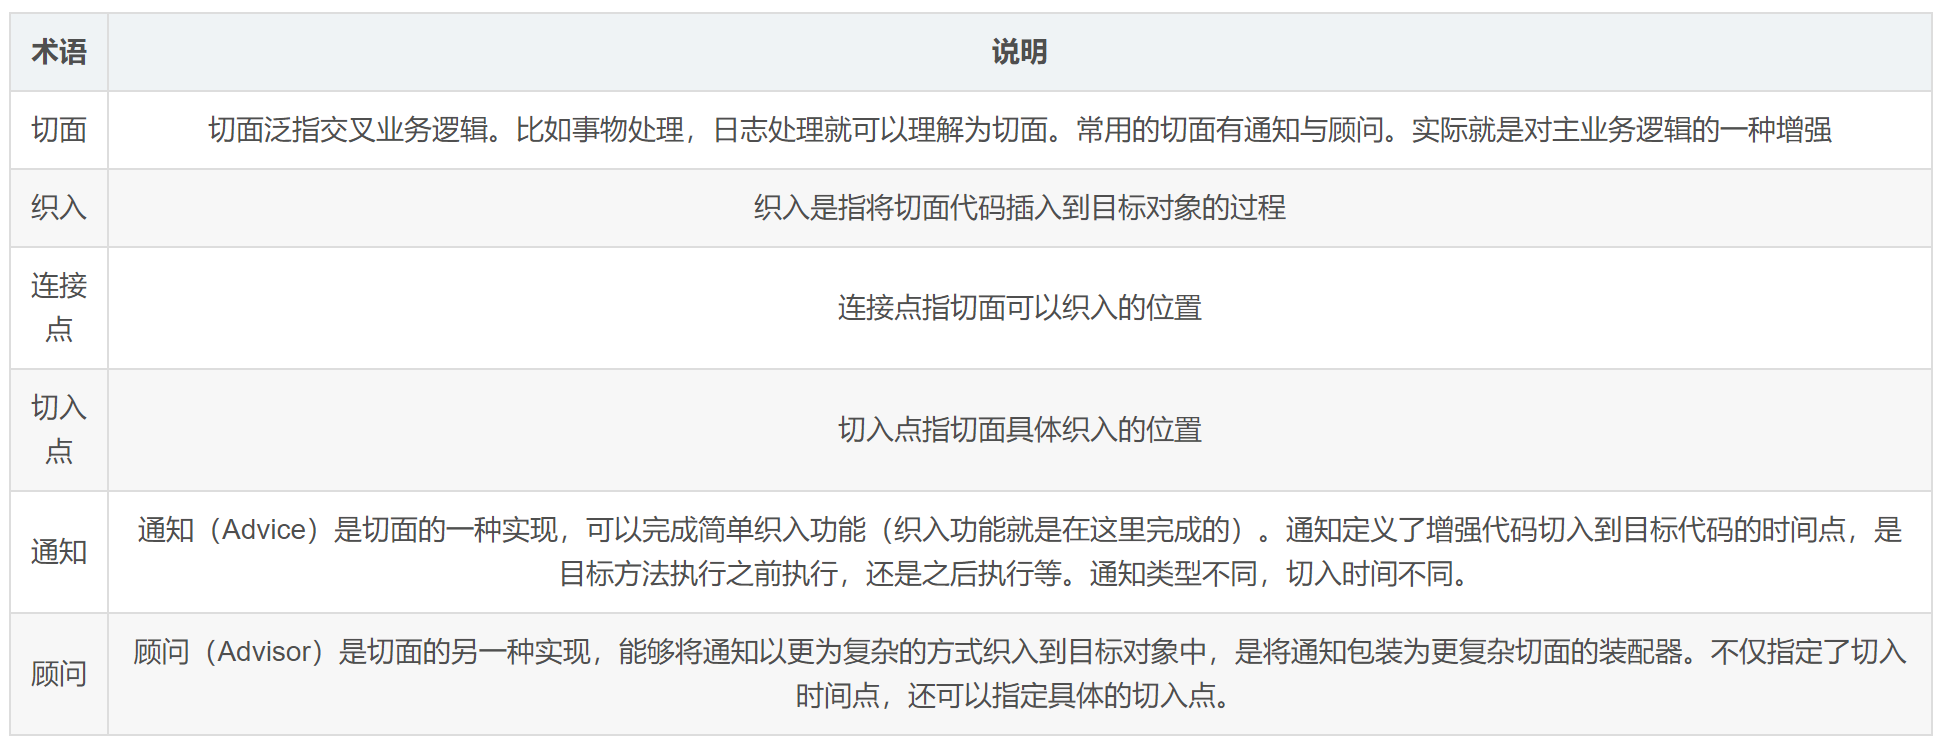 术语
说明
切面
切面泛指交叉业务逻辑。比如事物处理，日志处理就可以理解为切面。常用的切面有通知与顾问。实际就是对主业务逻辑的一种增强
织入
织入是指将切面代码插入到目标对象的过程
连接
点
连接点指切面可以织入的位置
切入
点
切入点指切面具体织入的位置
通知
通知（Advice）是切面的一种实现，可以完成简单织入功能（织入功能就是在这里完成的）。通知定义了增强代码切入到目标代码的时间点，是
目标方法执行之前执行，还是之后执行等。通知类型不同，切入时间不同。
顾问
顾问（Advisor）是切面的另一种实现，能够将通知以更为复杂的方式织入到目标对象中，是将通知包装为更复杂切面的装配器。不仅指定了切入
时间点，还可以指定具体的切入点。